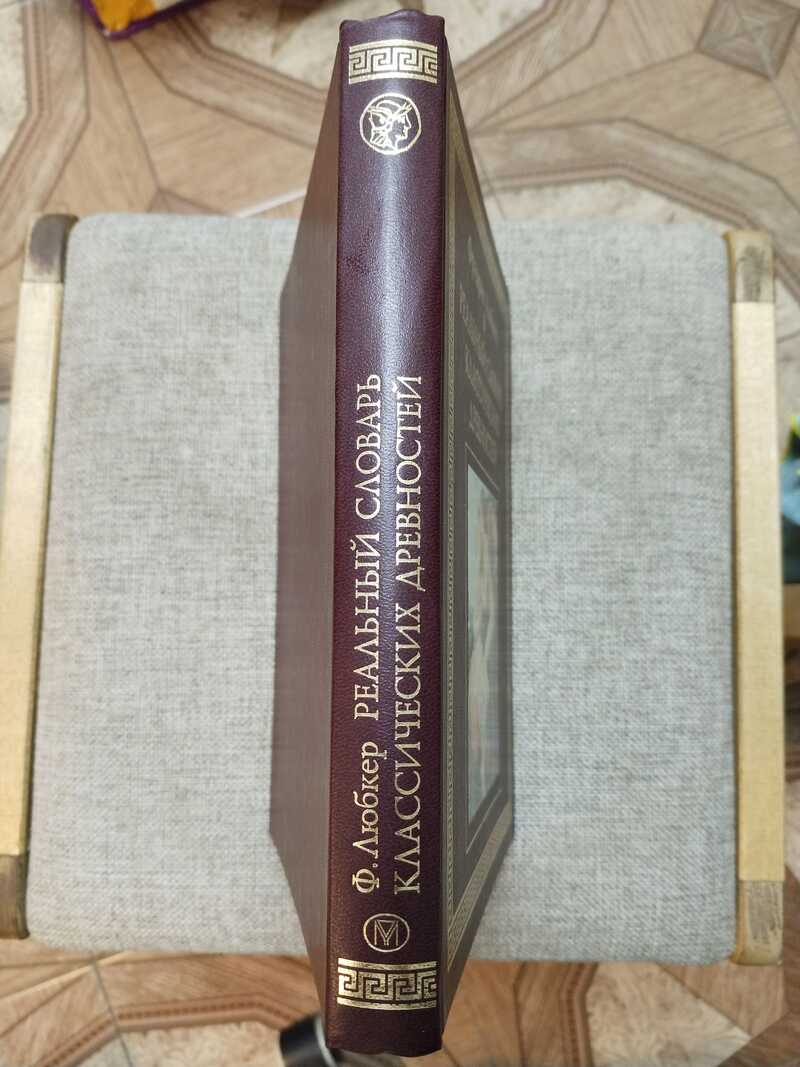 Ф. Любкер РЕАЛЬНЫЙ СЛОВАРЬ
КЛАССИЧЕСКИХ ДРЕВНОСТЕЙ